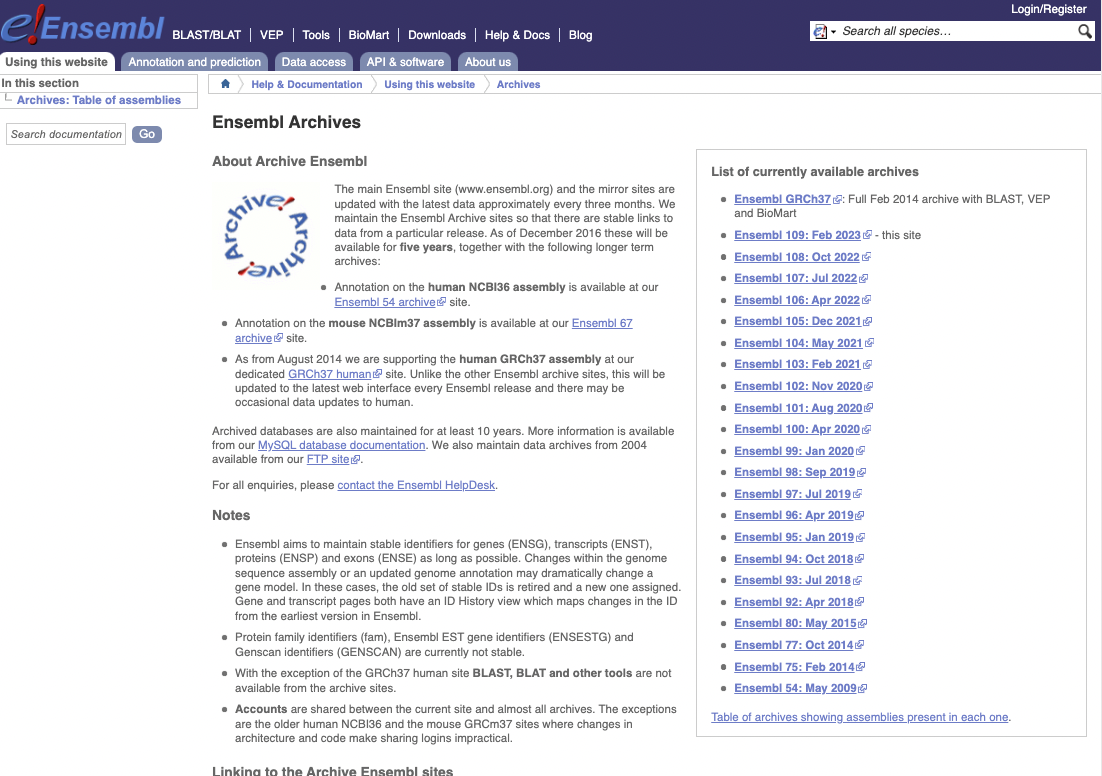 Login/Register
e!Ensembl
BLAST/BLAT | VEP | Tools | BioMart | Downloads | Help & Docs | Blog
Search all species…
Using this website
Annotation and prediction
Data access
API & software
About us
In this section
Archives: Table of assemblies
Search documentation
Go
Help & Documentation
Using this website
Archives
Ensembl Archives
About Archive Ensembl
Archive! Archive! Archive!
The main Ensembl site (www.ensembl.org) and the mirror sites are
updated with the latest data approximately every three months. We
maintain the Ensembl Archive sites so that there are stable links to
data from a particular release. As of December 2016 these will be
available for five years, together with the following longer term
archives:
• Annotation on the human NCBI36 assembly is available at our
Ensembl 54 archive site.
• Annotation on the mouse NCBIm37 assembly is available at our Ensembl 67
archive site.
• As from August 2014 we are supporting the human GRCh37 assembly at our
dedicated GRCh37 human site. Unlike the other Ensembl archive sites, this will be
updated to the latest web interface every Ensembl release and there may be
occasional data updates to human.
Archived databases are also maintained for at least 10 years. More information is available
from our MySQL database documentation. We also maintain data archives from 2004
available from our FTP site.
For all enquiries, please contact the Ensembl HelpDesk.
Notes
• Ensembl aims to maintain stable identifiers for genes (ENSG), transcripts (ENST),
proteins (ENSP) and exons (ENSE) as long as possible. Changes within the genome
sequence assembly or an updated genome annotation may dramatically change a
gene model. In these cases, the old set of stable IDs is retired and a new one assigned.
Gene and transcript pages both have an ID History view which maps changes in the ID
from the earliest version in Ensembl.
• Protein family identifiers (fam), Ensembl EST gene identifiers (ENSESTG) and
Genscan identifiers (GENSCAN) are currently not stable.
• With the exception of the GRCh37 human site BLAST, BLAT and other tools are not
available from the archive sites.
• Accounts are shared between the current site and almost all archives. The exceptions
are the older human NCBI36 and the mouse GRCm37 sites where changes in
architecture and code make sharing logins impractical.
Linking to the Archive Ensembl sites
List of currently available archives
• Ensembl GRCh37: Full Feb 2014 archive with BLAST, VEP
and BioMart
• Ensembl 109: Feb 2023 - this site
• Ensembl 108: Oct 2022
• Ensembl 107: Jul 2022
• Ensembl 106: Apr 2022
• Ensembl 105: Dec 2021
• Ensembl 104: May 2021
• Ensembl 103: Feb 2021
• Ensembl 102: Nov 2020
• Ensembl 101: Aug 2020
• Ensembl 100: Apr 2020
• Ensembl 99: Jan 2020
• Ensembl 98: Sep 2019
• Ensembl 97: Jul 2019
• Ensembl 96: Apr 2019
• Ensembl 95: Jan 2019
• Ensembl 94: Oct 2018
• Ensembl 93: Jul 2018
• Ensembl 92: Apr 2018
• Ensembl 80: May 2015
• Ensembl 77: Oct 2014
• Ensembl 75: Feb 2014
• Ensembl 54: May 2009
Table of archives showing assemblies present in each one.